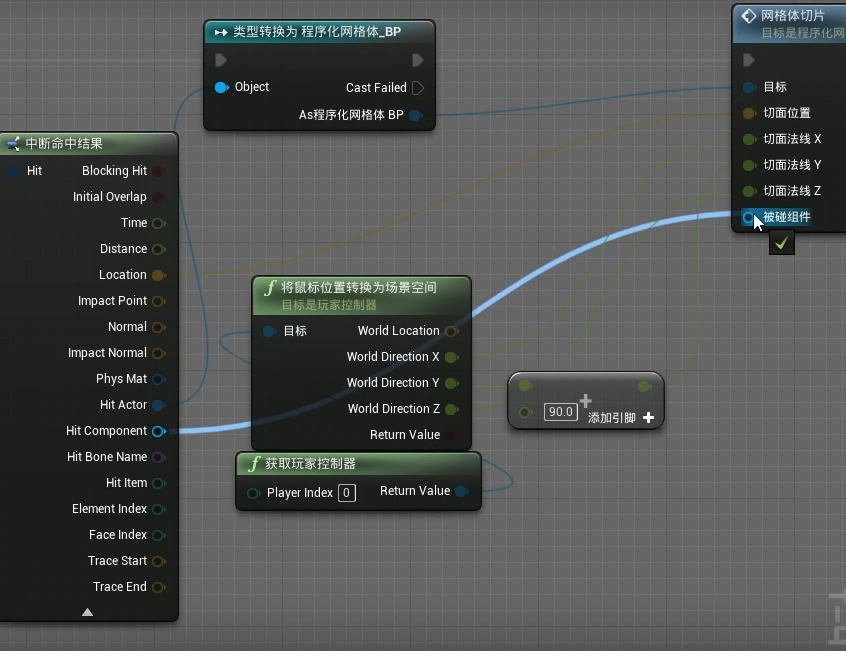 类型转换为 程序化网格体_BP
Object
Cast Failed
As程序化网格体 BP
网格体切片
目标是程序化网
目标
切面位置
切面法线 X
切面法线 Y
切面法线 Z
被碰组件
中断命中结果
Hit
Blocking Hit
Initial Overlap
Time
Distance
Location
Impact Point
Normal
Impact Normal
Phys Mat
Hit Actor
Hit Component
Hit Bone Name
Hit Item
Element Index
Face Index
Trace Start
Trace End
将鼠标位置转换为场景空间
目标是玩家控制器
目标
World Location
World Direction X
World Direction Y
World Direction Z
Return Value
获取玩家控制器
Player Index 0
Return Value
90.0
添加引脚